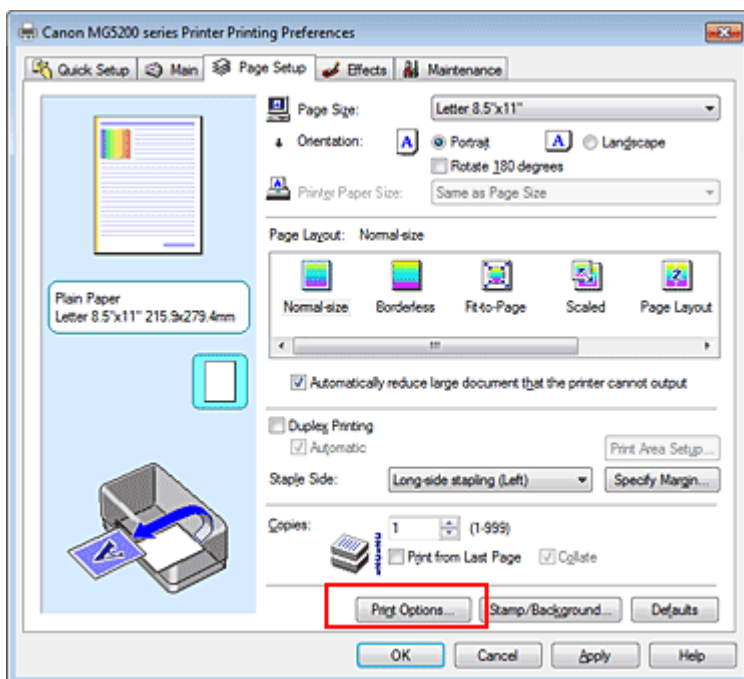 Canon MG5200 series Printer Printing Preferences
Quick Setup Main Page Setup Effects Maintenance
Page Size: Letter 8.5"x11"
Orientation: A Portrait A Landscape
Rotate 180 degrees
Printer Paper Size: Same as Page Size
Page Layout: Normal-size
Normal-size Borderless Fit-to-Page Scaled Page Layout
Plain Paper
Letter 8.5"x11" 215.9x279.4mm
Automatically reduce large document that the printer cannot output
Duplex Printing
Automatic Print Area Setup...
Staple Side: Long-side stapling (Left) Specify Margin...
Copies: 1 (1-999)
Print from Last Page Collate
Print Options... Stamp/Background... Defaults
OK Cancel Apply Help